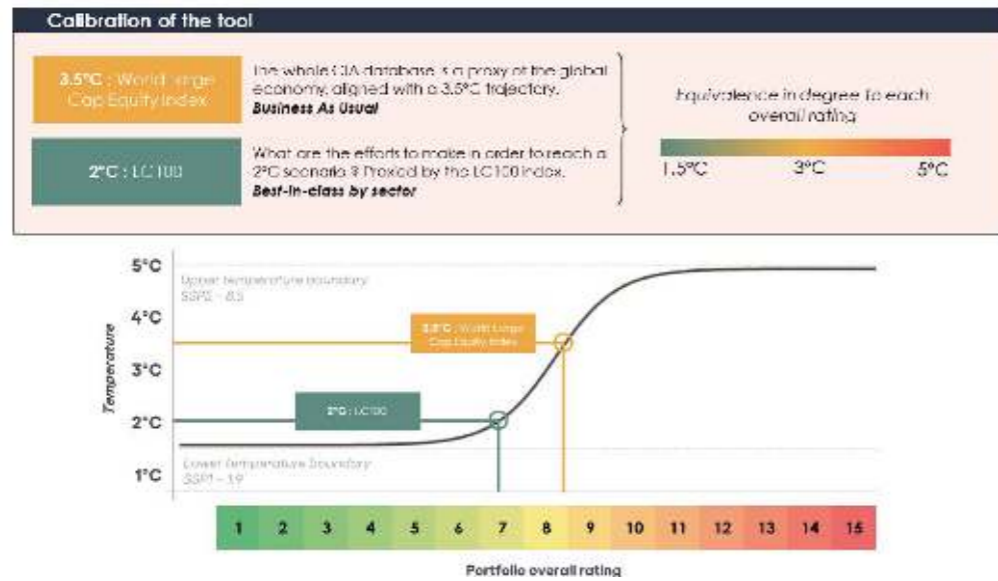 Calibration of the tool
3.5°C : World Large
Cap Equity Index
The whole CIA database is a proxy of the global
economy, aligned with a 3.5°C trajectory.
Business As Usual
2°C : LC100
What are the efforts to make in order to reach a
2°C scenario ? Proxied by the LC100 index.
Best-in-class by sector
Equivalence in degree to each
overall rating
1.5°C 3°C 5°C
5°C
Upper temperature boundary
SSP5 – 8.5
4°C
3.5°C : World Large
Cap Equity Index
3°C
Temperature
2°C
2°C : LC100
Lower temperature boundary
SSP1 – 1.9
1°C
1 2 3 4 5 6 7 8 9 10 11 12 13 14 15
Portfolio overall rating